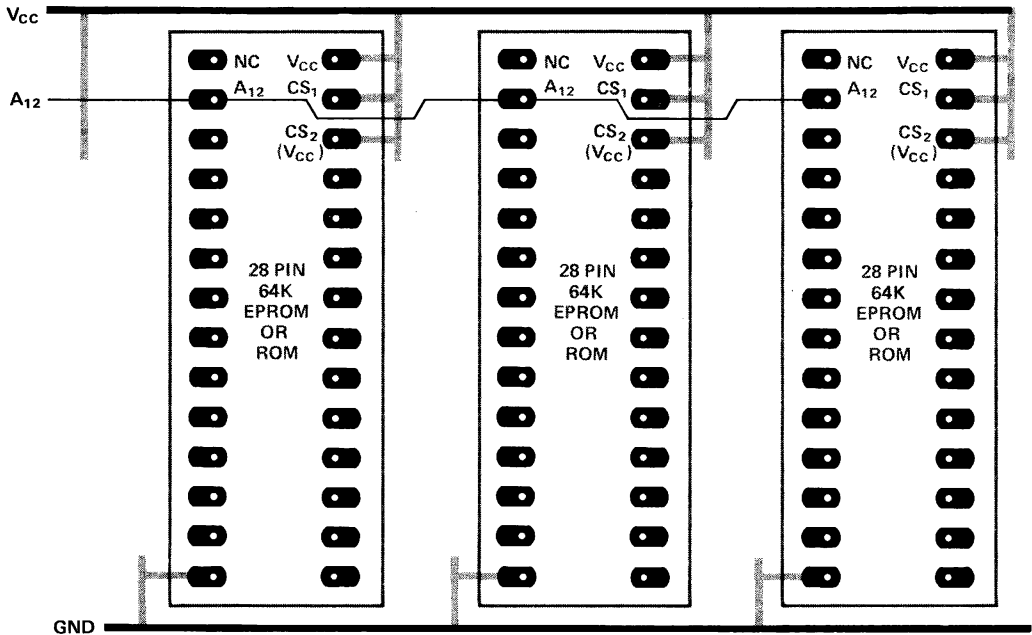 VCC
NC VCC
A12 CS1
CS2
(VCC)
28 PIN
64K
EPROM
OR
ROM
NC VCC
A12 CS1
CS2
(VCC)
28 PIN
64K
EPROM
OR
ROM
NC VCC
A12 CS1
CS2
(VCC)
28 PIN
64K
EPROM
OR
ROM
A12
GND